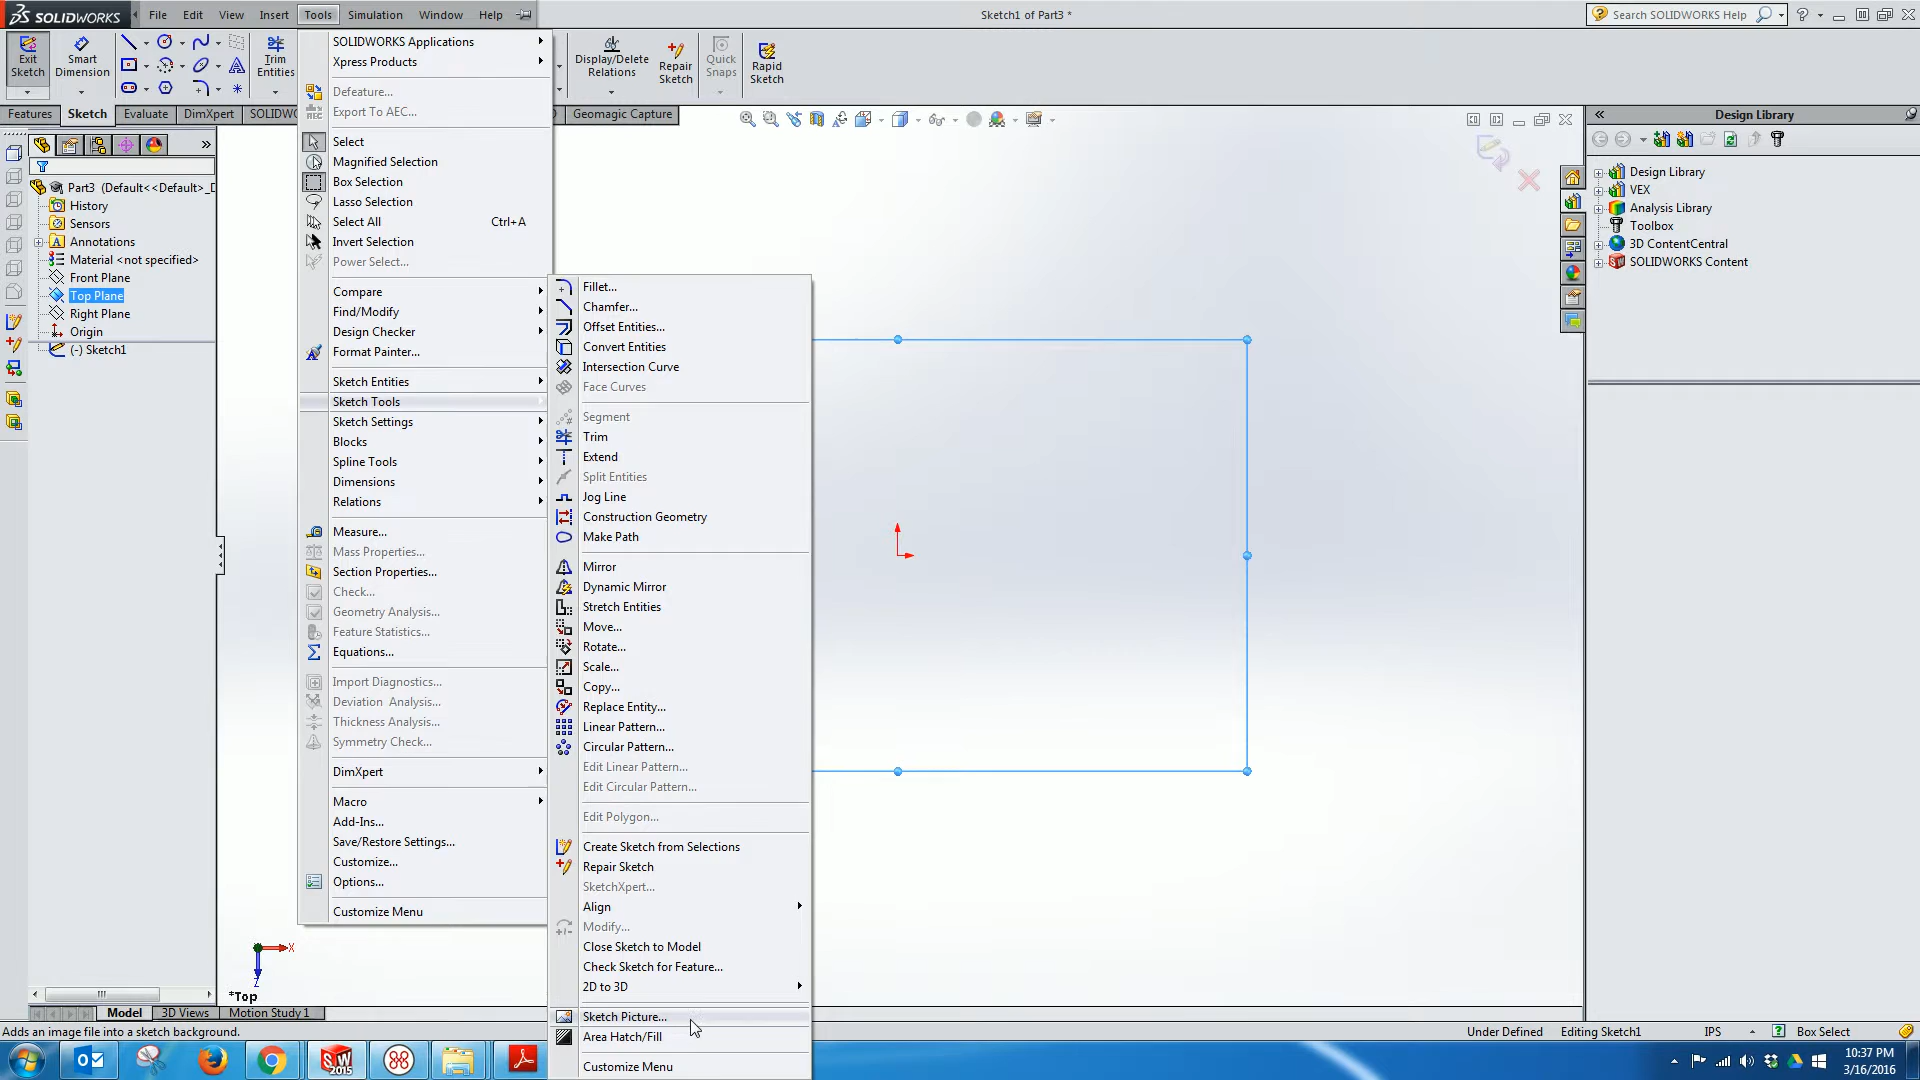 SOLIDWORKS
File Edit View Insert Tools Simulation Window Help
Sketch1 of Part3 *
Search SOLIDWORKS Help
Exit Sketch
Smart Dimension
Trim Entities
Display/Delete Relations
Repair Sketch
Quick Snaps
Rapid Sketch
Features Sketch Evaluate DimXpert SOLIDWO
Geomagic Capture
Part3 (Default<<Default>_D
History
Sensors
Annotations
Material <not specified>
Front Plane
Top Plane
Right Plane
Origin
(-) Sketch1
SOLIDWORKS Applications
Xpress Products
Defeature...
Export To AEC...
Select
Magnified Selection
Box Selection
Lasso Selection
Select All Ctrl+A
Invert Selection
Power Select...
Compare
Find/Modify
Design Checker
Format Painter...
Sketch Entities
Sketch Tools
Sketch Settings
Blocks
Spline Tools
Dimensions
Relations
Measure...
Mass Properties...
Section Properties...
Check...
Geometry Analysis...
Feature Statistics...
Equations...
Import Diagnostics...
Deviation Analysis...
Thickness Analysis...
Symmetry Check...
DimXpert
Macro
Add-Ins...
Save/Restore Settings...
Customize...
Options...
Customize Menu
Fillet...
Chamfer...
Offset Entities...
Convert Entities
Intersection Curve
Face Curves
Segment
Trim
Extend
Split Entities
Jog Line
Construction Geometry
Make Path
Mirror
Dynamic Mirror
Stretch Entities
Move...
Rotate...
Scale...
Copy...
Replace Entity...
Linear Pattern...
Circular Pattern...
Edit Linear Pattern...
Edit Circular Pattern...
Edit Polygon...
Create Sketch from Selections
Repair Sketch
SketchXpert...
Align
Modify...
Close Sketch to Model
Check Sketch for Feature...
2D to 3D
Sketch Picture...
Area Hatch/Fill
Customize Menu
Design Library
Design Library
VEX
Analysis Library
Toolbox
3D ContentCentral
SOLIDWORKS Content
X
Z
*Top
Model 3D Views Motion Study 1
Adds an image file into a sketch background.
Under Defined Editing Sketch1 IPS Box Select
SW 2015
10:37 PM
3/16/2016